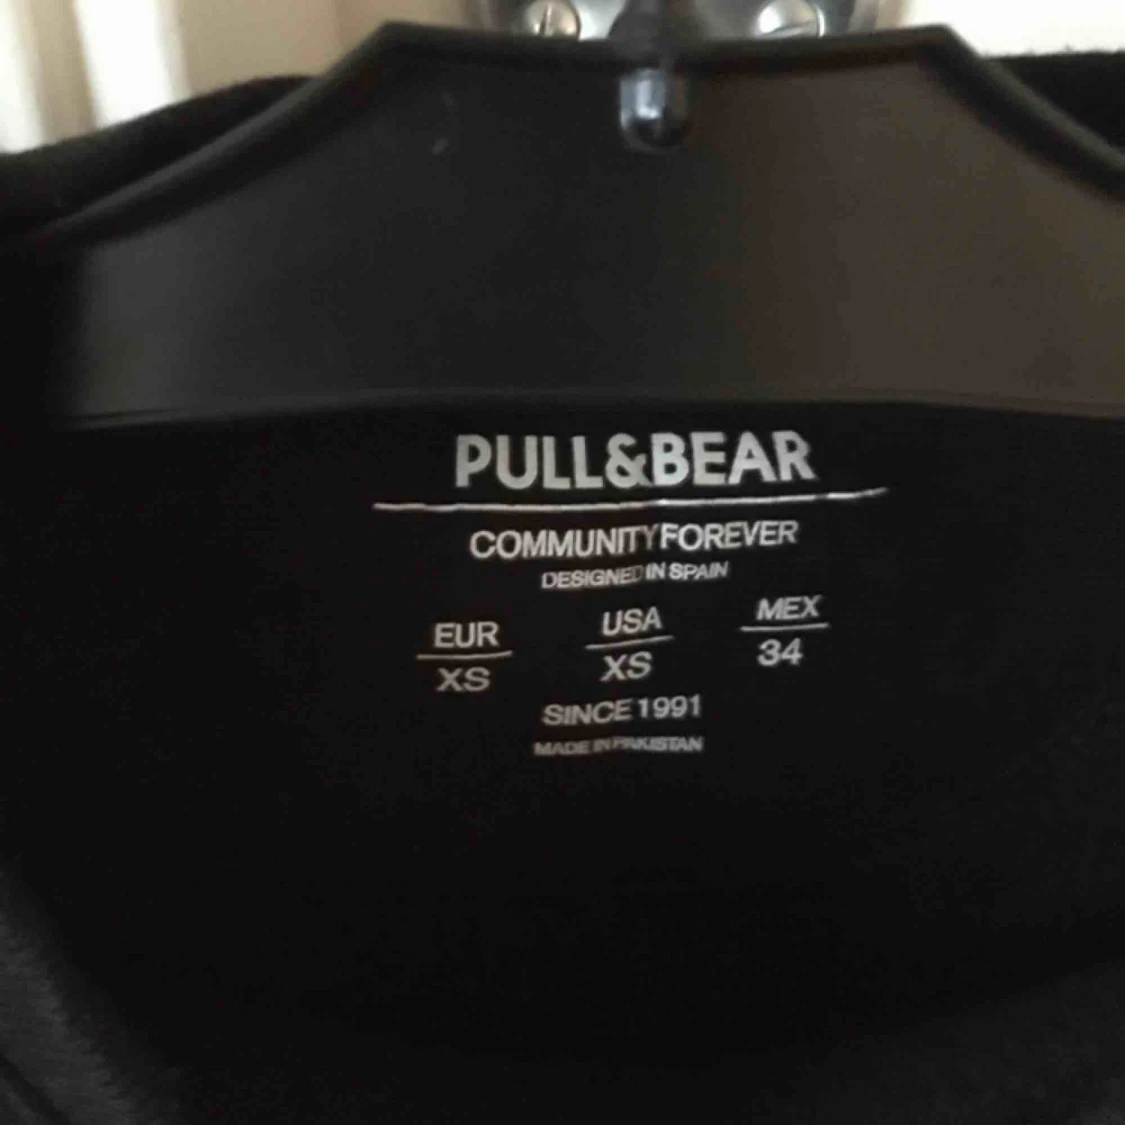 PULL&BEAR
COMMUNITYFOREVER
DESIGNED IN SPAIN
EUR USA MEX
XS XS 34
SINCE 1991
MADE IN PAKISTAN